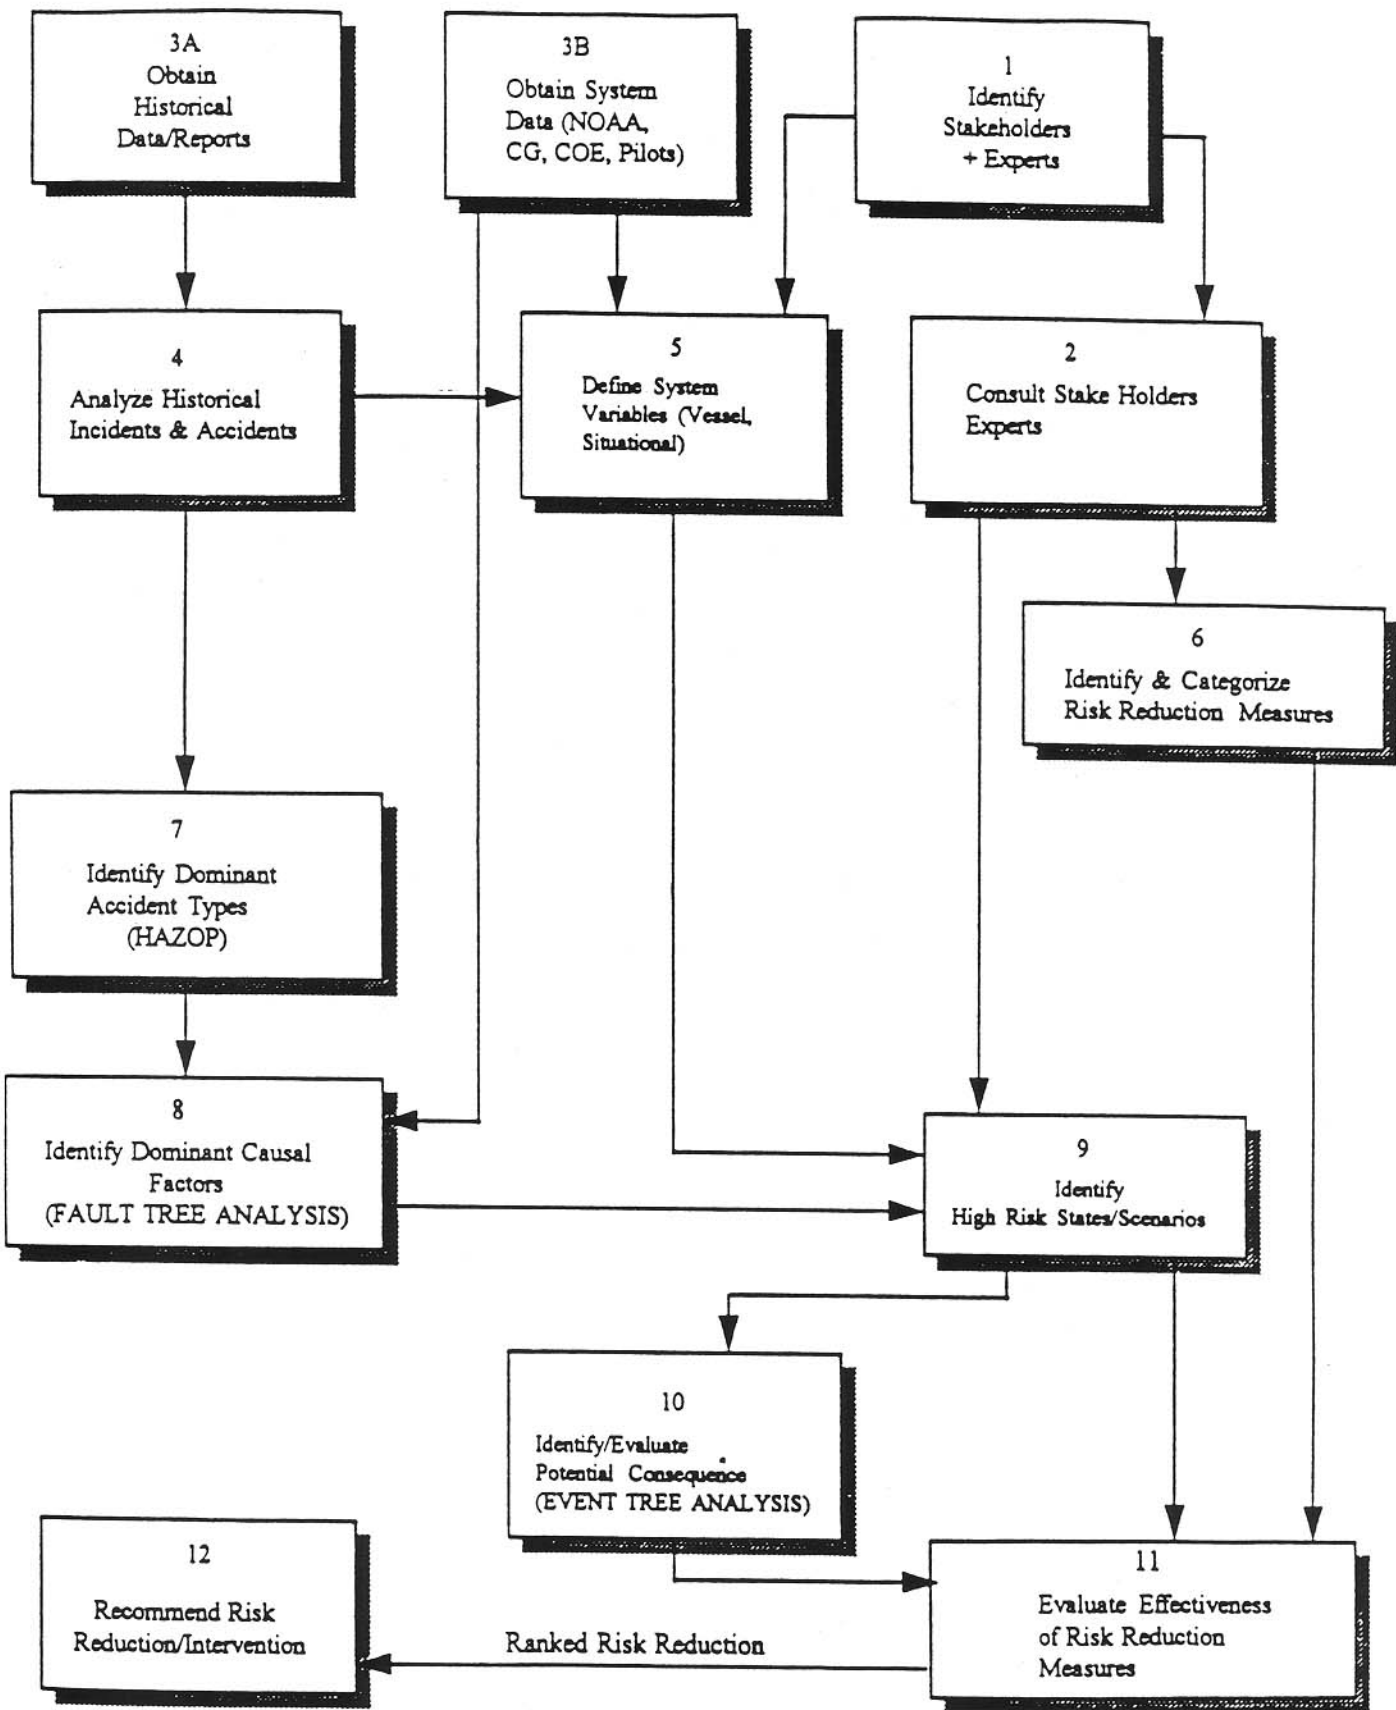 3A
Obtain
Historical
Data/Reports
3B
Obtain System
Data (NOAA,
CG, COE, Pilots)
1
Identify
Stakeholders
+ Experts
4
Analyze Historical
Incidents & Accidents
5
Define System
Variables (Vessel,
Situational)
2
Consult Stake Holders
Experts
6
Identify & Categorize
Risk Reduction Measures
7
Identify Dominant
Accident Types
(HAZOP)
8
Identify Dominant Causal
Factors
(FAULT TREE ANALYSIS)
9
Identify
High Risk States/Scenarios
10
Identify/Evaluate
Potential Consequence
(EVENT TREE ANALYSIS)
11
Evaluate Effectiveness
of Risk Reduction
Measures
12
Recommend Risk
Reduction/Intervention
Ranked Risk Reduction